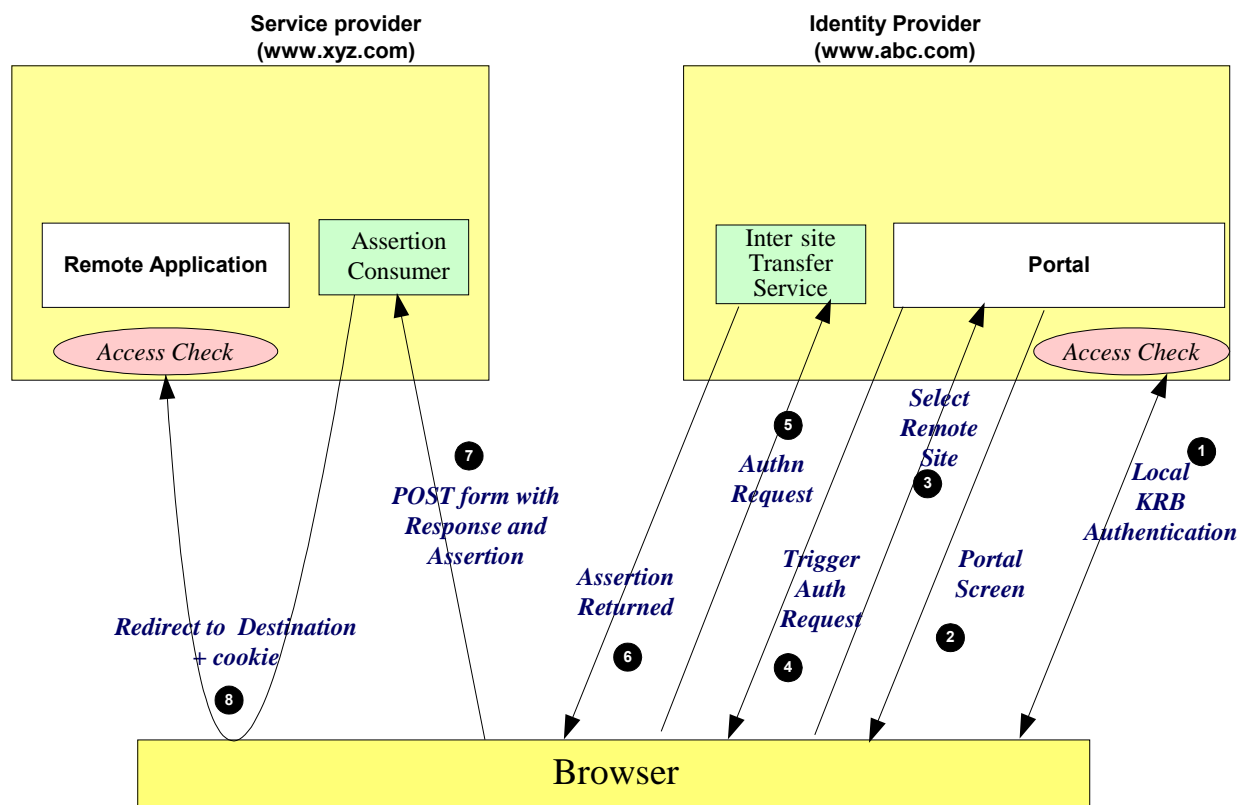 Service provider
(www.xyz.com)
Identity Provider
(www.abc.com)
Remote Application
Assertion
Consumer
Inter site
Transfer
Service
Portal
Access Check
Access Check
Select
Remote
Site
3
5
Authn
Request
1
Local
KRB
Authentication
7
POST form with
Response and
Assertion
Assertion
Returned
6
Trigger
Auth
Request
4
Portal
Screen
2
Redirect to Destination
+ cookie
8
Browser